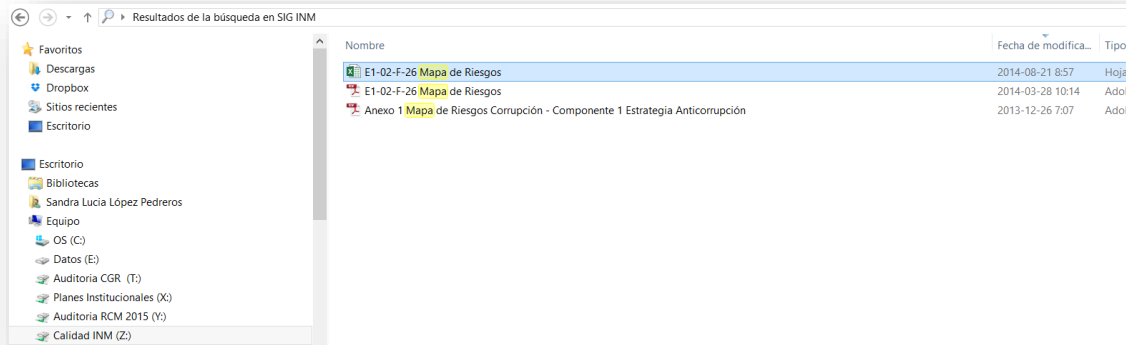 Resultados de la búsqueda en SIG INM
Favoritos
Descargas
Dropbox
Sitios recientes
Escritorio
Escritorio
Bibliotecas
Sandra Lucia López Pedreros
Equipo
OS (C:)
Datos (E:)
Auditoria CGR (T:)
Planes Institucionales (X:)
Auditoria RCM 2015 (Y:)
Calidad INM (Z:)
Nombre Fecha de modifica... Tipo
E1-02-F-26 Mapa de Riesgos 2014-08-21 8:57 Hoja
E1-02-F-26 Mapa de Riesgos 2014-03-28 10:14 Ado
Anexo 1 Mapa de Riesgos Corrupción - Componente 1 Estrategia Anticorrupción 2013-12-26 7:07 Ado